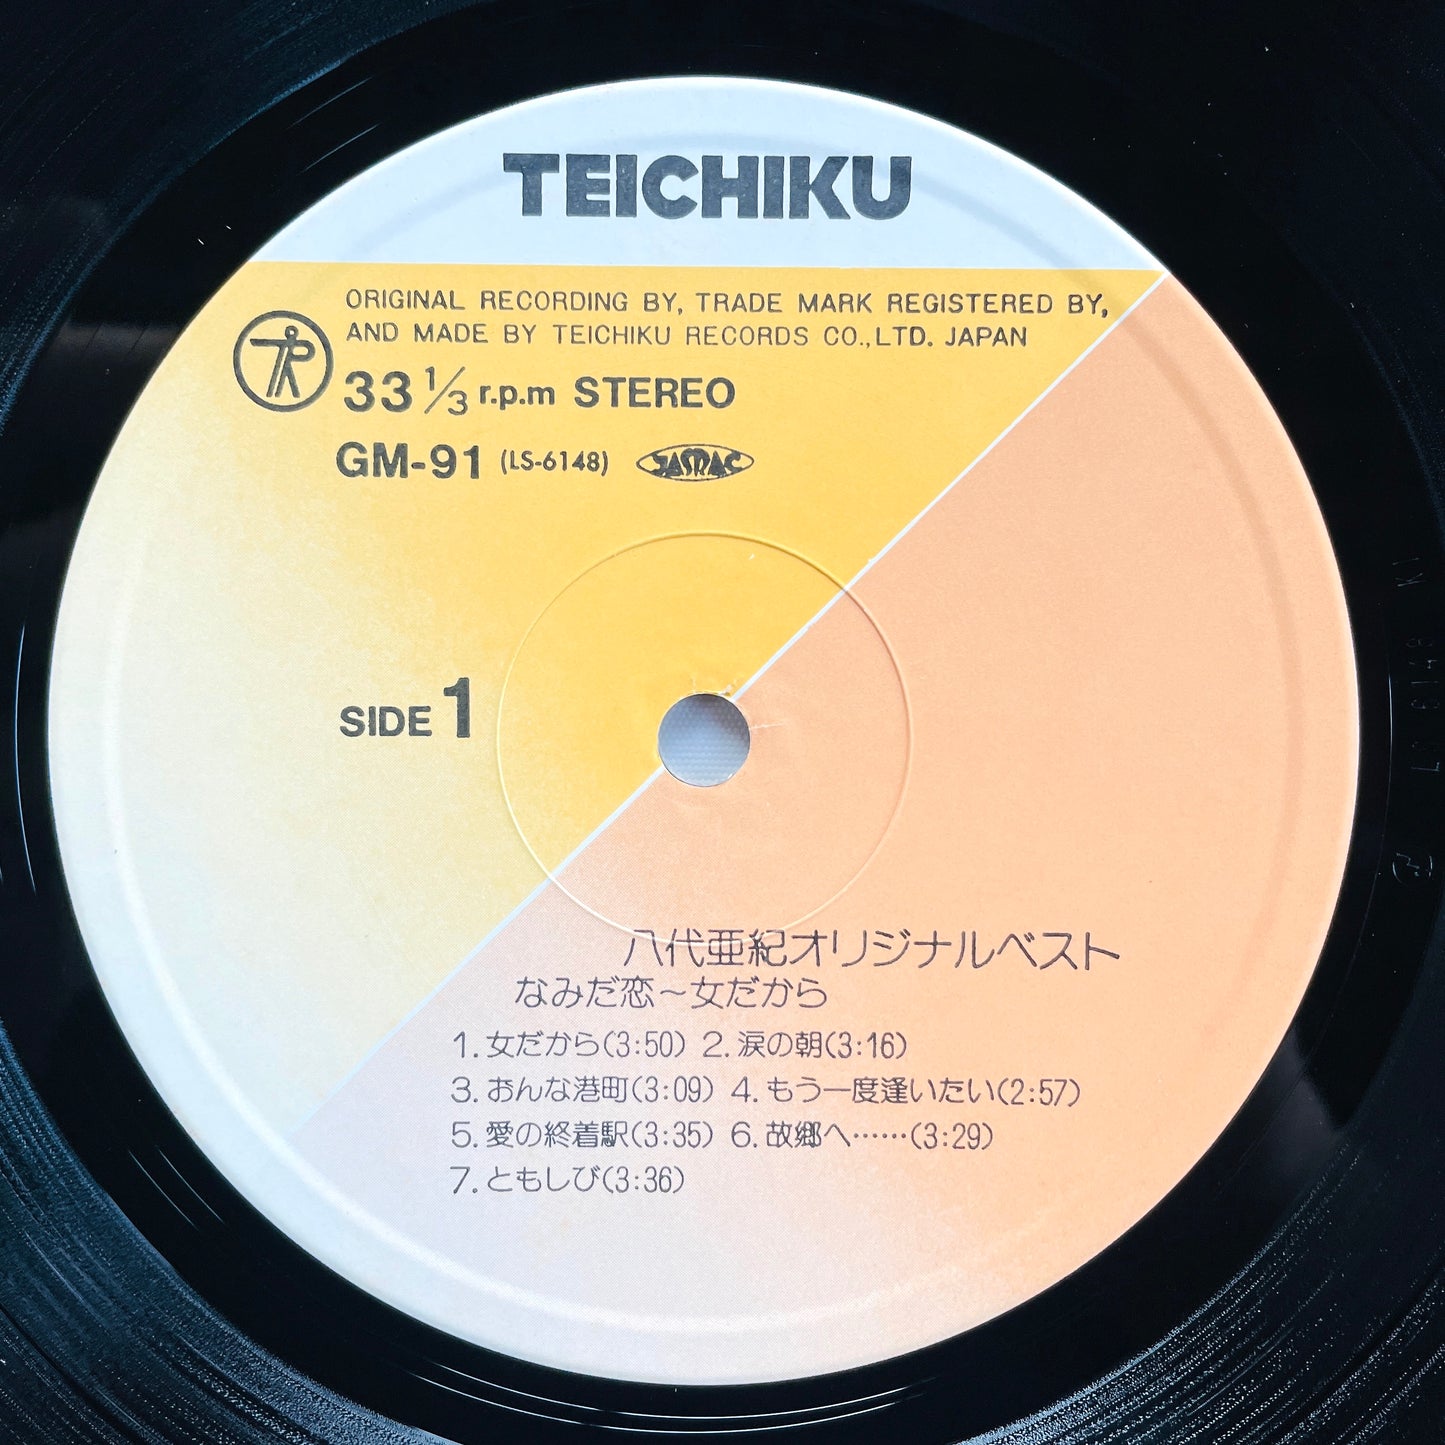 TEICHIKU
ORIGINAL RECORDING BY, TRADE MARK REGISTERED BY,
AND MADE BY TEICHIKU RECORDS CO.,LTD. JAPAN
33 1/3 r.p.m STEREO
GM-91 (LS-6148) JASRAC
SIDE 1
八代亜紀オリジナルベスト
なみだ恋～女だから
1. 女だから(3:50) 2. 涙の朝(3:16)
3. おんな港町(3:09) 4. もう一度逢いたい(2:57)
5. 愛の終着駅(3:35) 6. 故郷へ……(3:29)
7. ともしび(3:36)